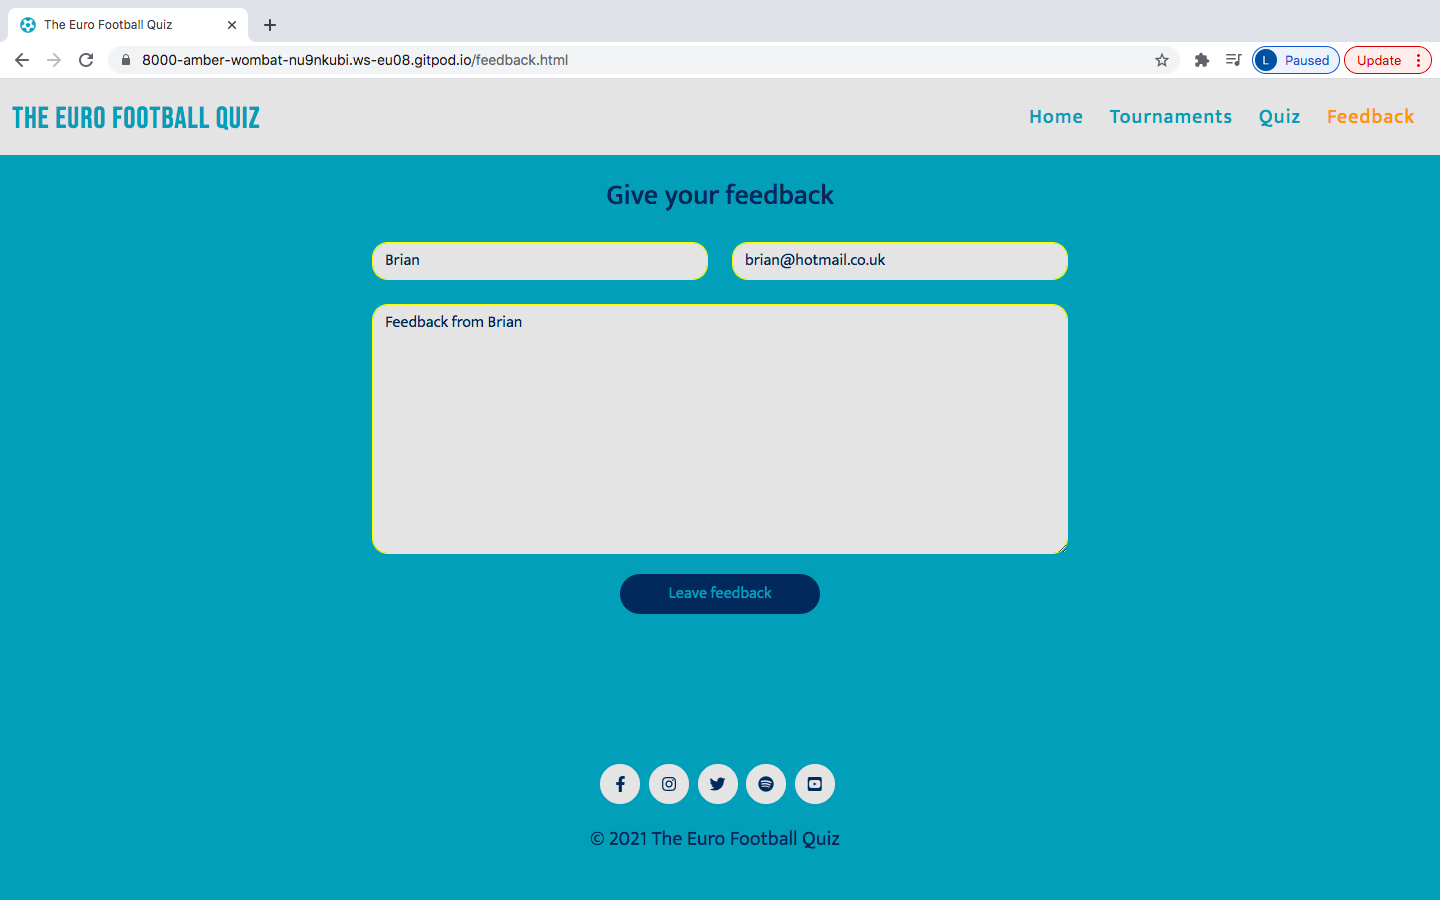 The Euro Football Quiz
8000-amber-wombat-nu9nkubi.ws-eu08.gitpod.io/feedback.html
L Paused
Update
THE EURO FOOTBALL QUIZ
Home Tournaments Quiz Feedback
Give your feedback
Brian
brian@hotmail.co.uk
Feedback from Brian
Leave feedback
© 2021 The Euro Football Quiz